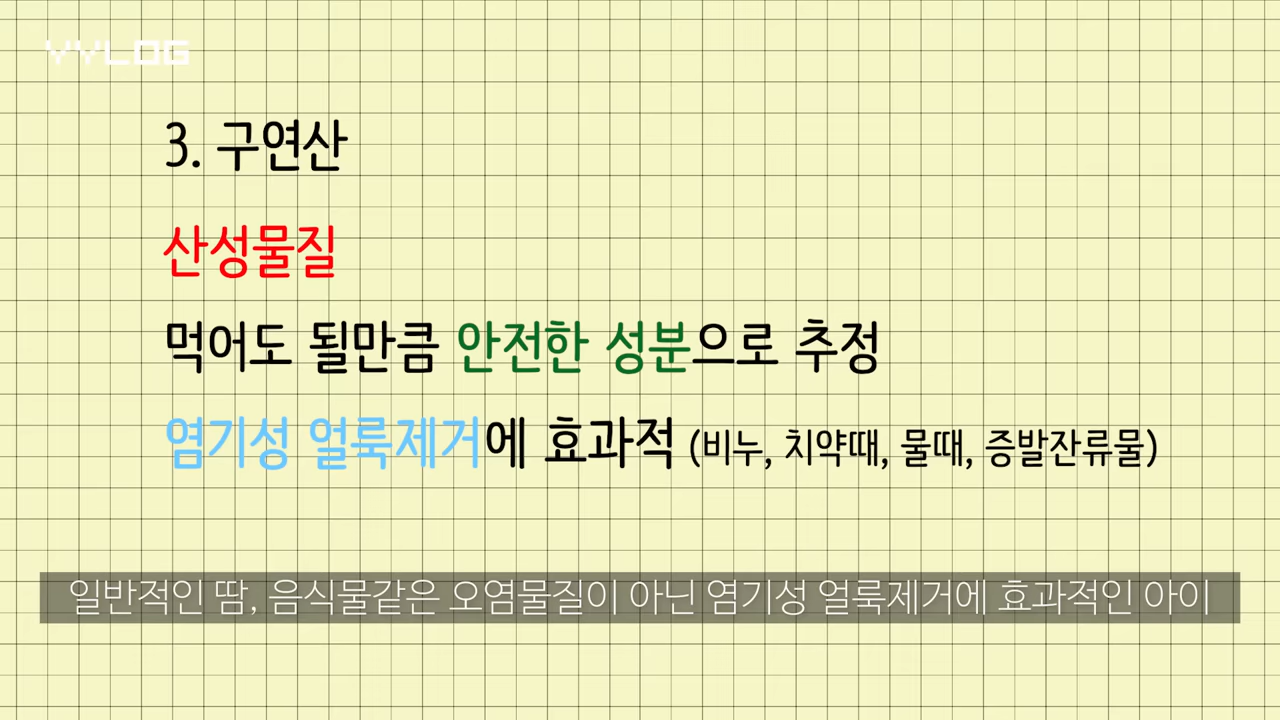 VYLOG
3. 구연산
산성물질
먹어도 될만큼 안전한 성분으로 추정
염기성 얼룩제거에 효과적 (비누, 치약때, 물때, 증발잔류물)
일반적인 땀, 음식물같은 오염물질이 아닌 염기성 얼룩제거에 효과적인 아이